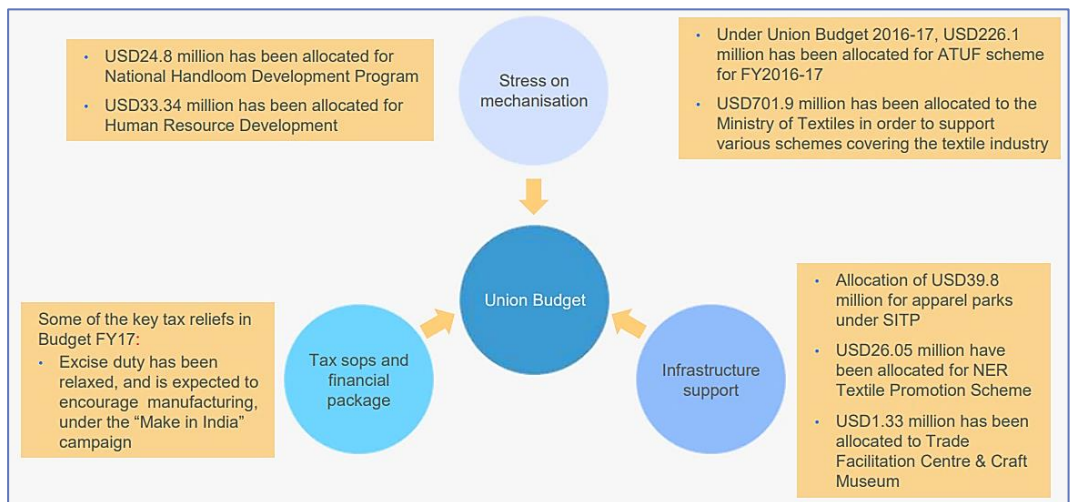 • USD24.8 million has been allocated for
National Handloom Development Program
• USD33.34 million has been allocated for
Human Resource Development
Stress on
mechanisation
• Under Union Budget 2016-17, USD226.1
million has been allocated for ATUF scheme
for FY2016-17
• USD701.9 million has been allocated to the
Ministry of Textiles in order to support
various schemes covering the textile industry
Union Budget
Some of the key tax reliefs in
Budget FY17:
• Excise duty has been
relaxed, and is expected to
encourage manufacturing,
under the “Make in India”
campaign
Tax sops and
financial
package
Infrastructure
support
• Allocation of USD39.8
million for apparel parks
under SITP
• USD26.05 million have
been allocated for NER
Textile Promotion Scheme
• USD1.33 million has been
allocated to Trade
Facilitation Centre & Craft
Museum